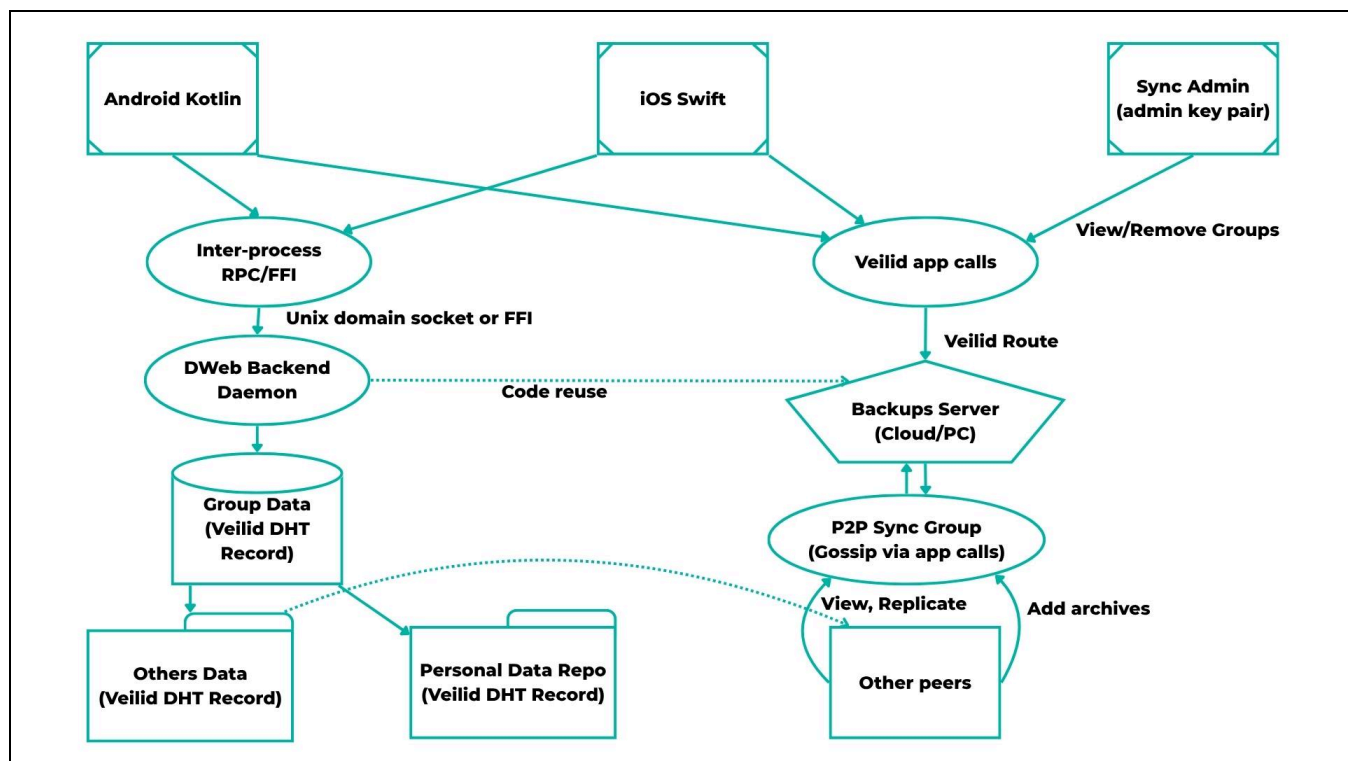 Android Kotlin
iOS Swift
Sync Admin
(admin key pair)
View/Remove Groups
Inter-process
RPC/FFI
Veilid app calls
Unix domain socket or FFI
Veilid Route
DWeb Backend
Daemon
Code reuse
Backups Server
(Cloud/PC)
Group Data
(Veilid DHT
Record)
P2P Sync Group
(Gossip via app calls)
View, Replicate
Add archives
Others Data
(Veilid DHT Record)
Personal Data Repo
(Veilid DHT Record)
Other peers